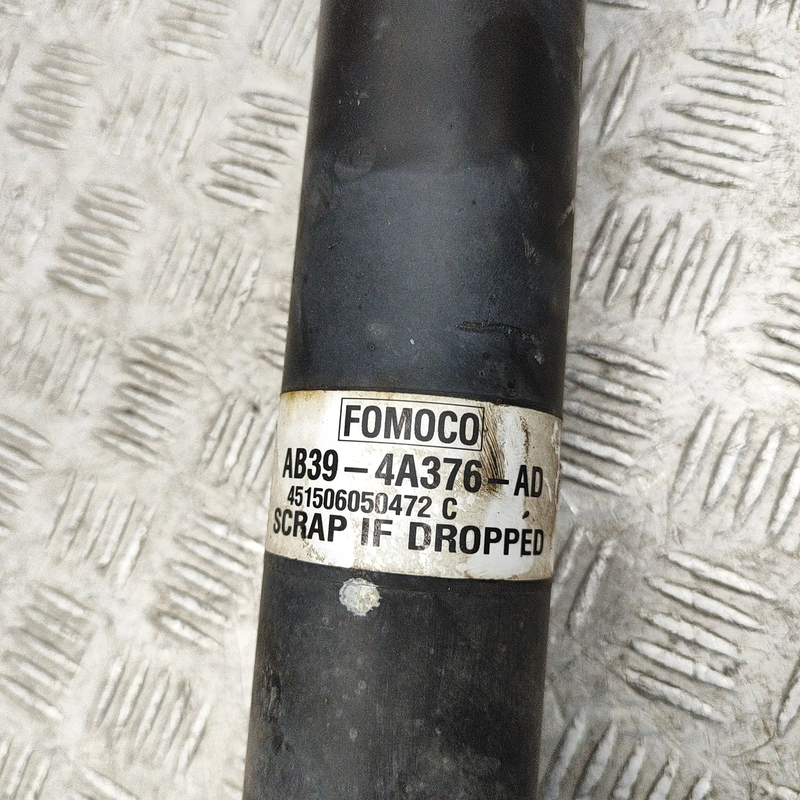 FOMOCO
AB39-4A376-AD
451506050472 C
SCRAP IF DROPPED